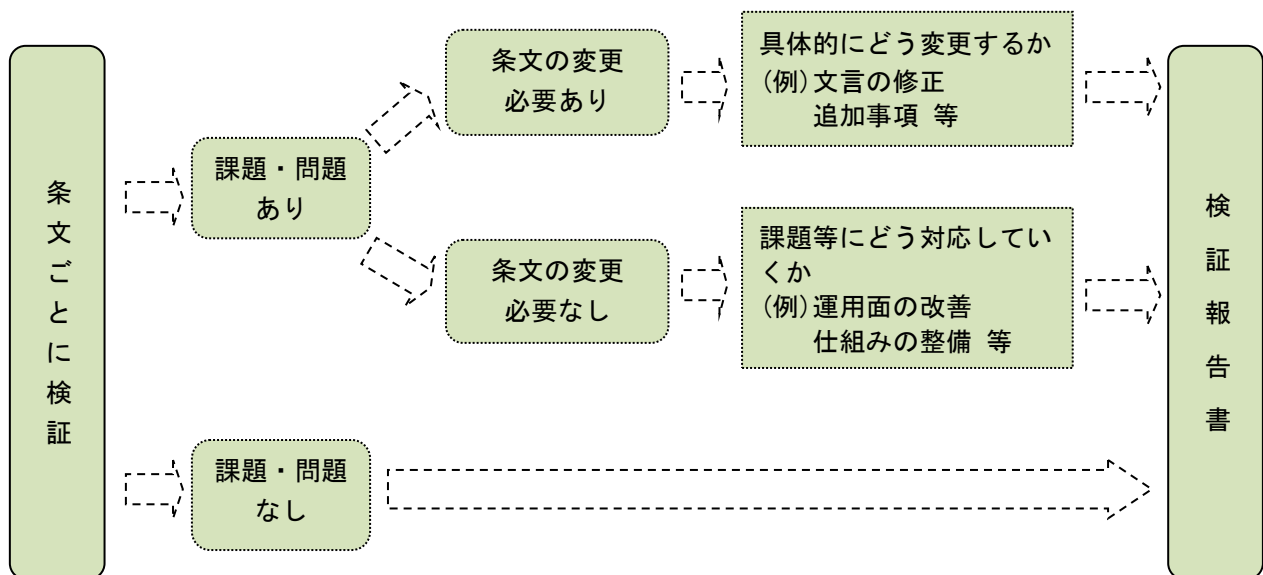 条文ごとに検証
課題・問題
あり
条文の変更
必要あり
具体的にどう変更するか
(例)文言の修正
追加事項 等
条文の変更
必要なし
課題等にどう対応してい
くか
(例)運用面の改善
仕組みの整備 等
課題・問題
なし
検証報告書